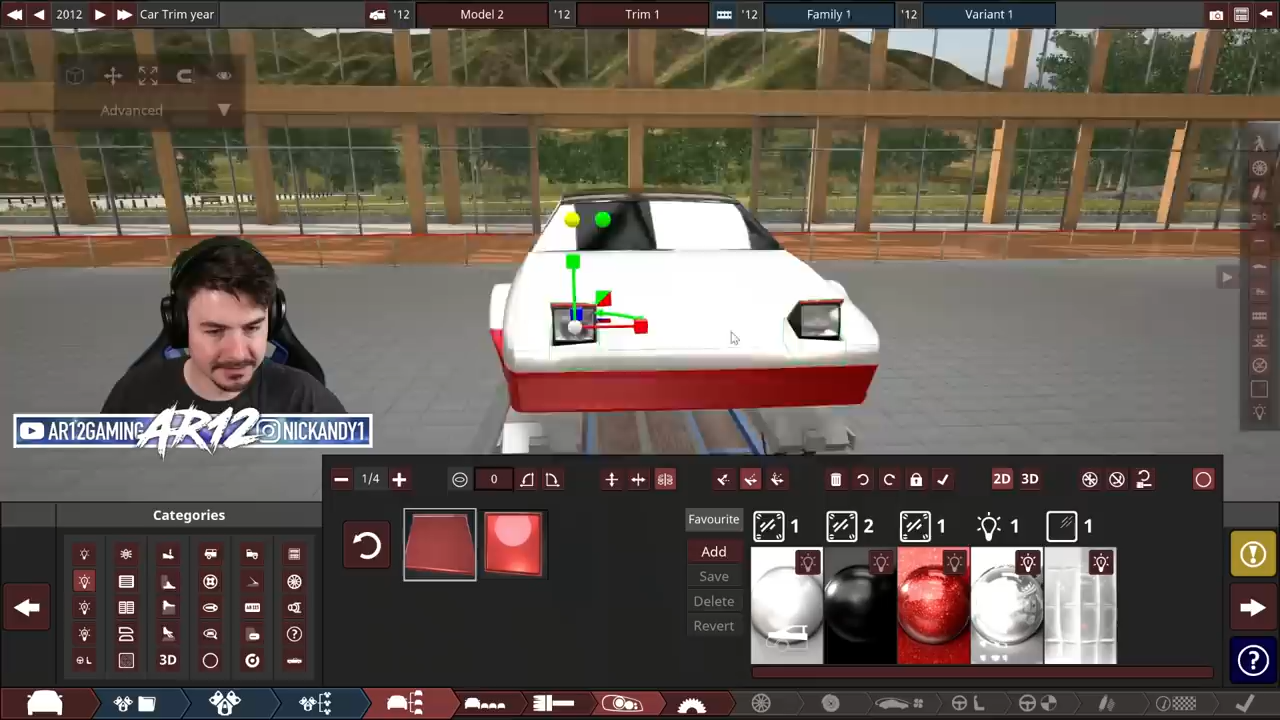 2012 Car Trim year '12 Model 2 '12 Trim 1 '12 Family 1 '12 Variant 1
Advanced
AR12GAMING AR12 NICKANDY1
1/4 0 2D 3D
Categories
Favourite 1 2 1 1 1
Add
Save
Delete
Revert
L 3D